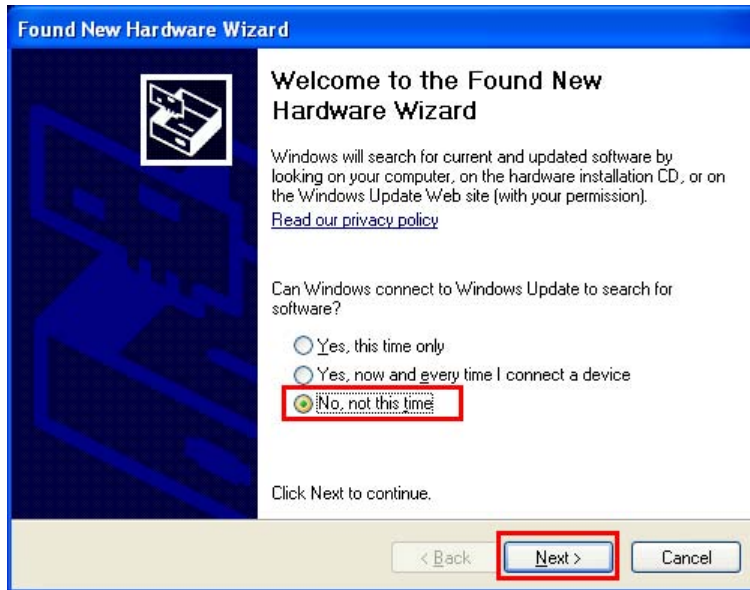 Found New Hardware Wizard
Welcome to the Found New
Hardware Wizard
Windows will search for current and updated software by
looking on your computer, on the hardware installation CD, or on
the Windows Update Web site (with your permission).
Read our privacy policy
Can Windows connect to Windows Update to search for
software?
Yes, this time only
Yes, now and every time I connect a device
No, not this time
Click Next to continue.
< Back Next > Cancel